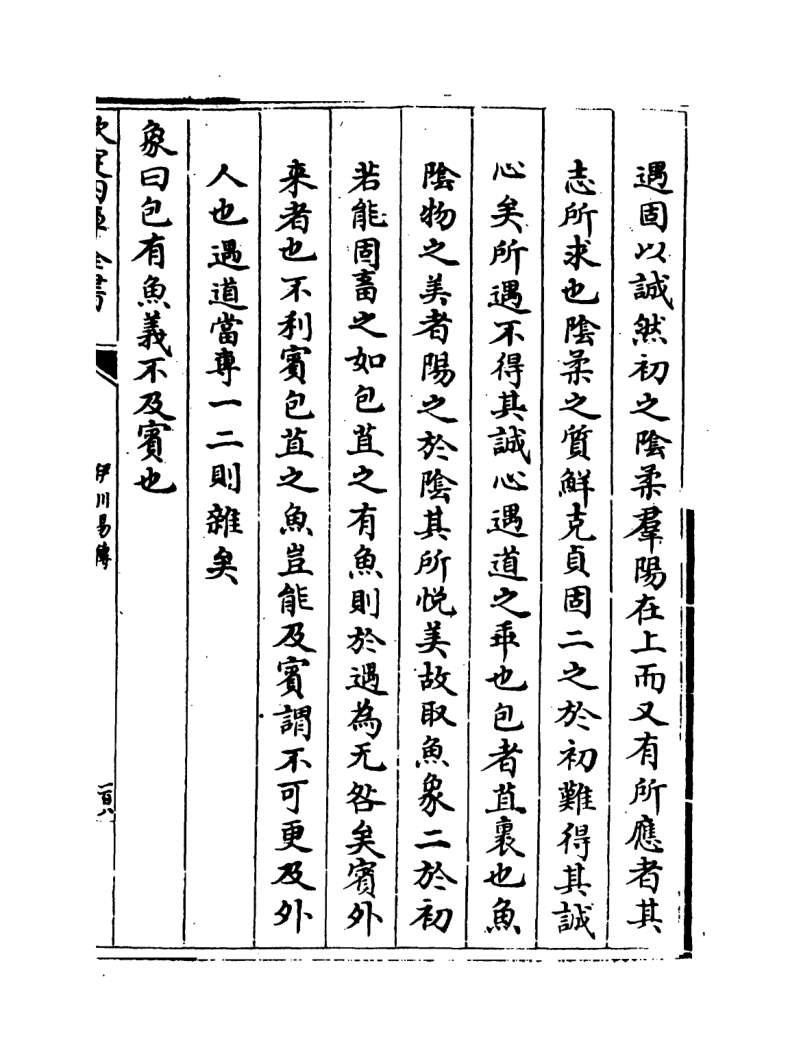 遇固以誠然初之陰柔羣陽在上而又有所應者其
志所求也陰柔之質鮮克貞固二之於初難得其誠
心矣所遇不得其誠心遇道之乖也包者苴裹也魚
陰物之美者陽之於陰其所悅美故取魚象二於初
若能固畜之如包苴之有魚則於遇為无咎矣賓外
來者也不利賓包苴之魚豈能及賓謂不可更及外
人也遇道當專一二則雜矣
象曰包有魚義不及賓也
欽定四庫全書
伊川易傳